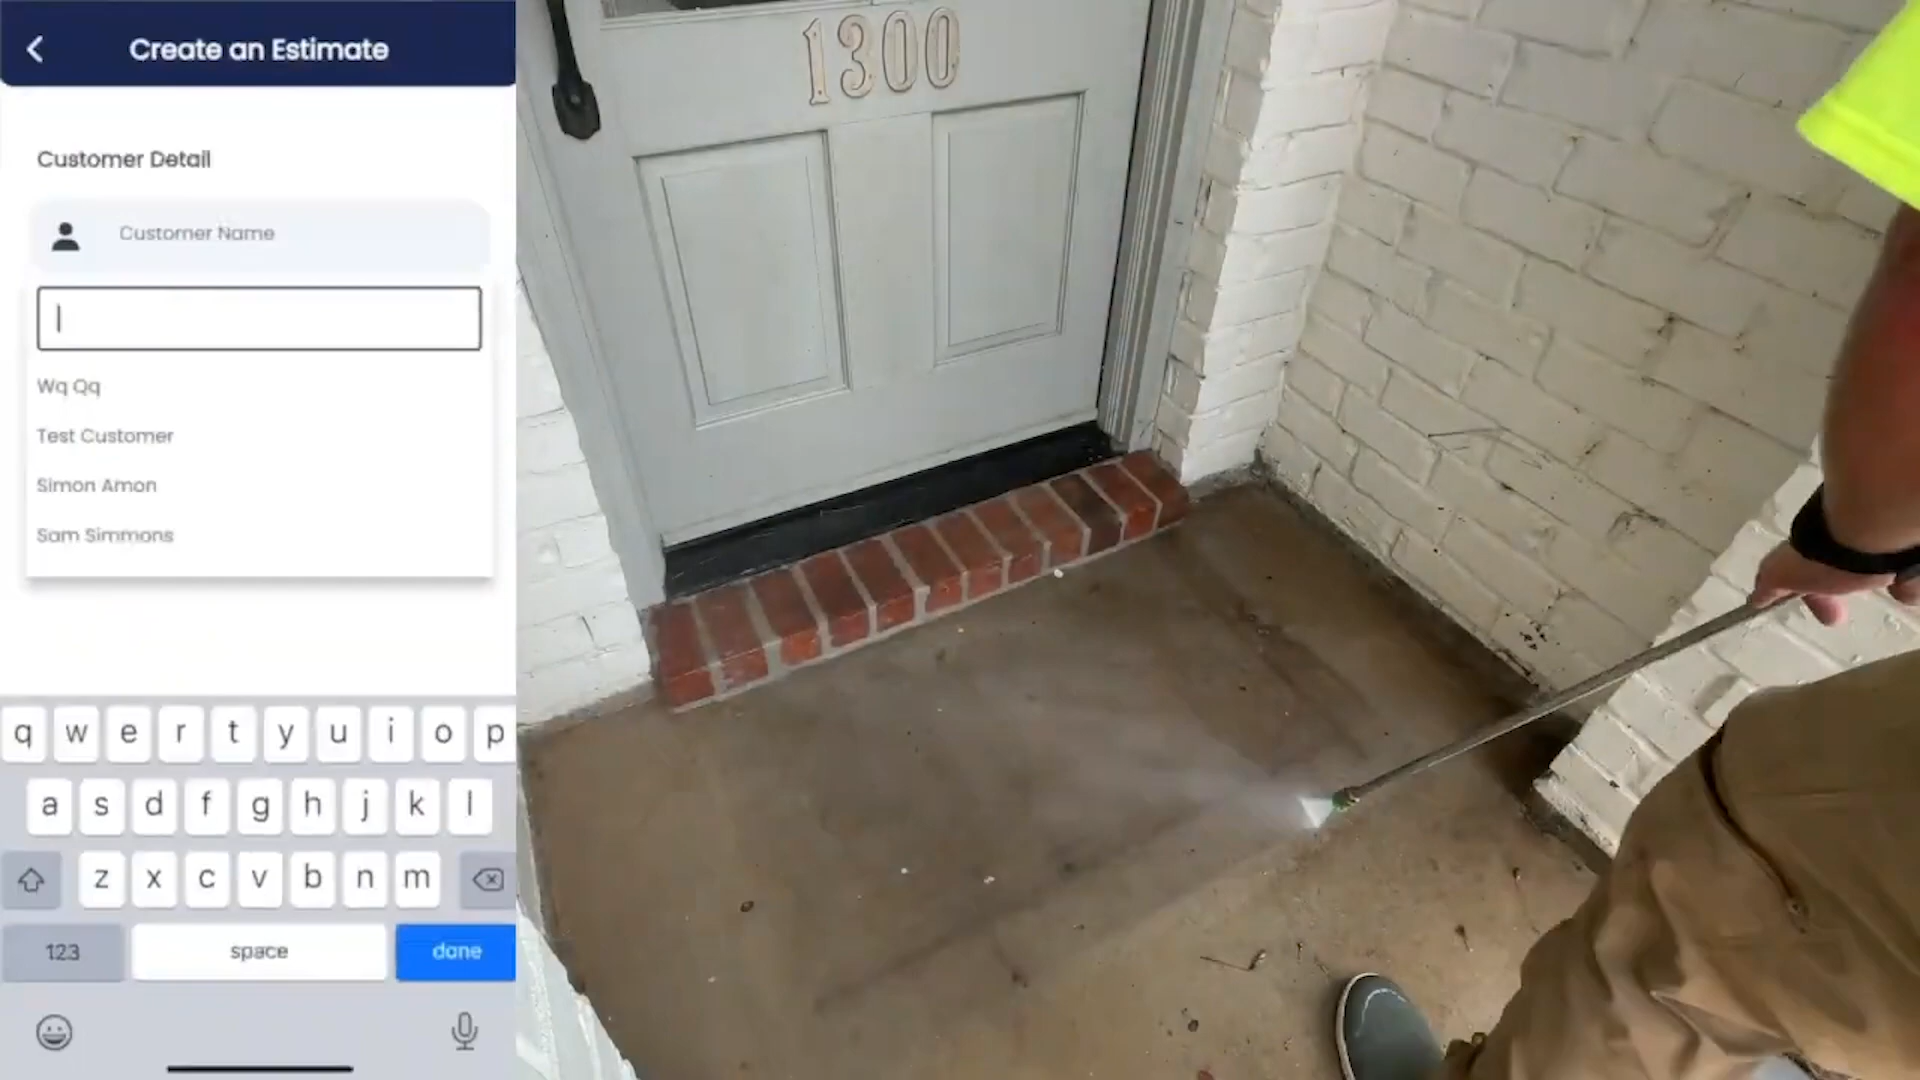 Create an Estimate
Customer Detail
Customer Name
Wq Qq
Test Customer
Simon Amon
Sam Simmons
q w e r t y u i o p
a s d f g h j k l
z x c v b n m
123 space done
1300